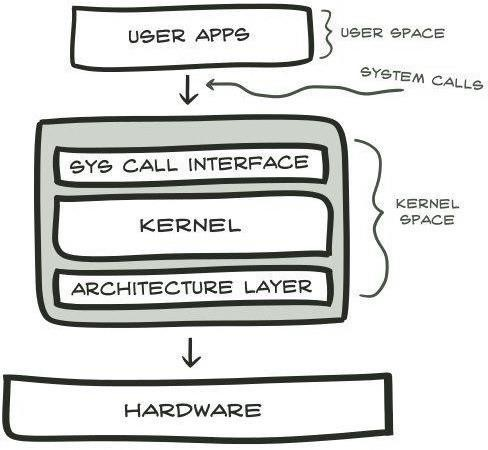 USER APPS
USER SPACE
SYSTEM CALLS
SYS CALL INTERFACE
KERNEL
KERNEL
SPACE
ARCHITECTURE LAYER
HARDWARE